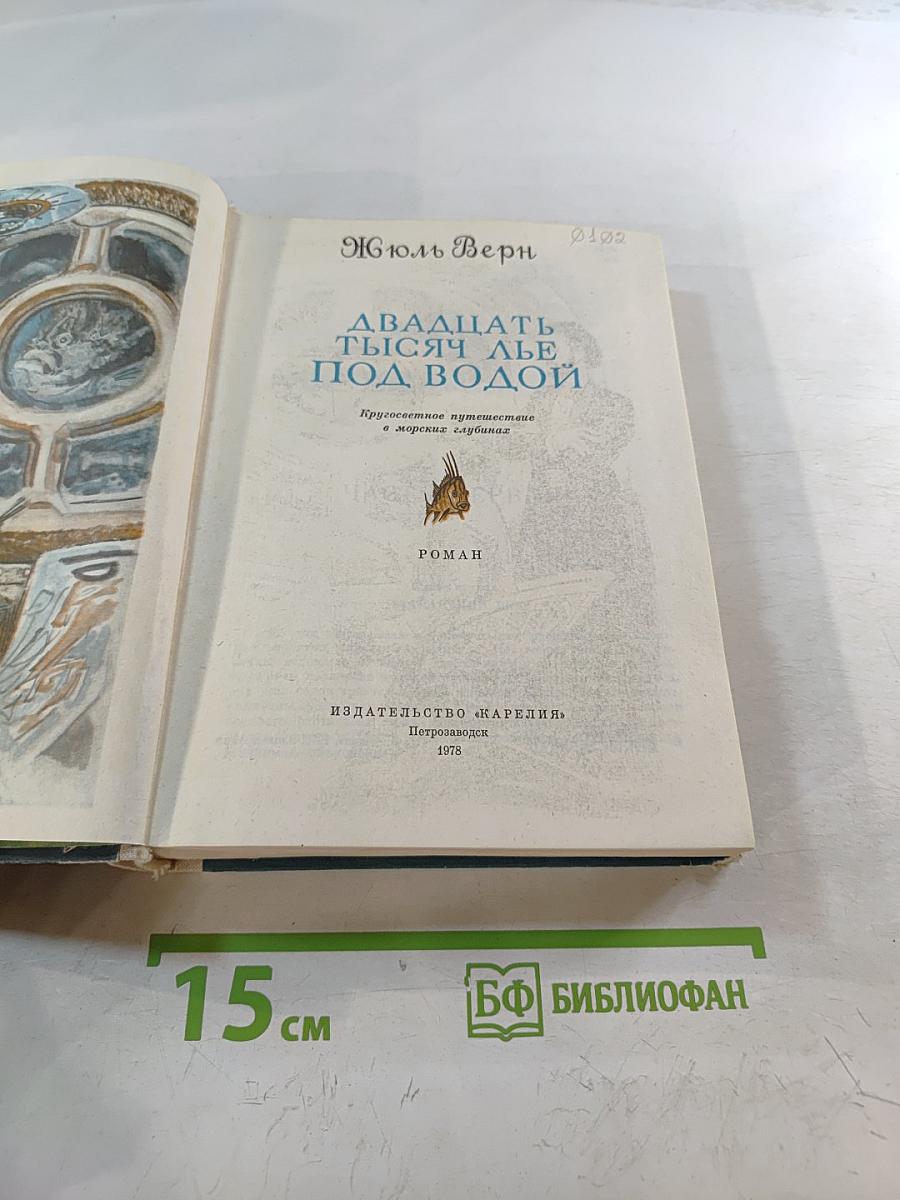 Жюль Верн
0102
ДВАДЦАТЬ
ТЫСЯЧ ЛЬЕ
ПОД ВОДОЙ
Кругосветное путешествие
в морских глубинах
РОМАН
ИЗДАТЕЛЬСТВО «КАРЕЛИЯ»
Петрозаводск
1978
15 см
БФ БИБЛИОФАН